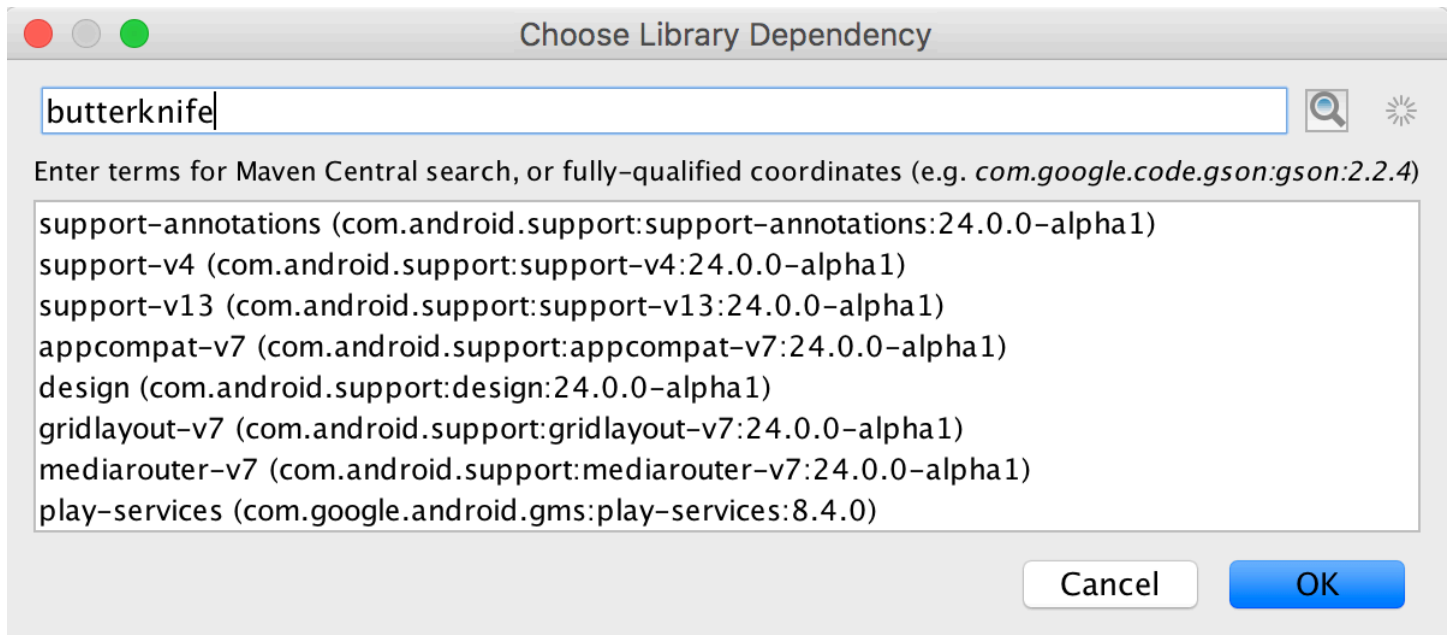 Choose Library Dependency
butterknife
Enter terms for Maven Central search, or fully-qualified coordinates (e.g. com.google.code.gson:gson:2.2.4)
support-annotations (com.android.support:support-annotations:24.0.0-alpha1)
support-v4 (com.android.support:support-v4:24.0.0-alpha1)
support-v13 (com.android.support:support-v13:24.0.0-alpha1)
appcompat-v7 (com.android.support:appcompat-v7:24.0.0-alpha1)
design (com.android.support:design:24.0.0-alpha1)
gridlayout-v7 (com.android.support:gridlayout-v7:24.0.0-alpha1)
mediarouter-v7 (com.android.support:mediarouter-v7:24.0.0-alpha1)
play-services (com.google.android.gms:play-services:8.4.0)
Cancel OK